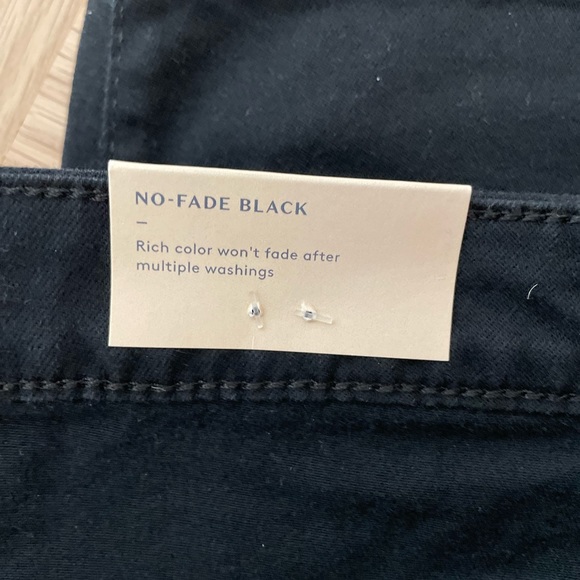 NO-FADE BLACK
Rich color won't fade after
multiple washings